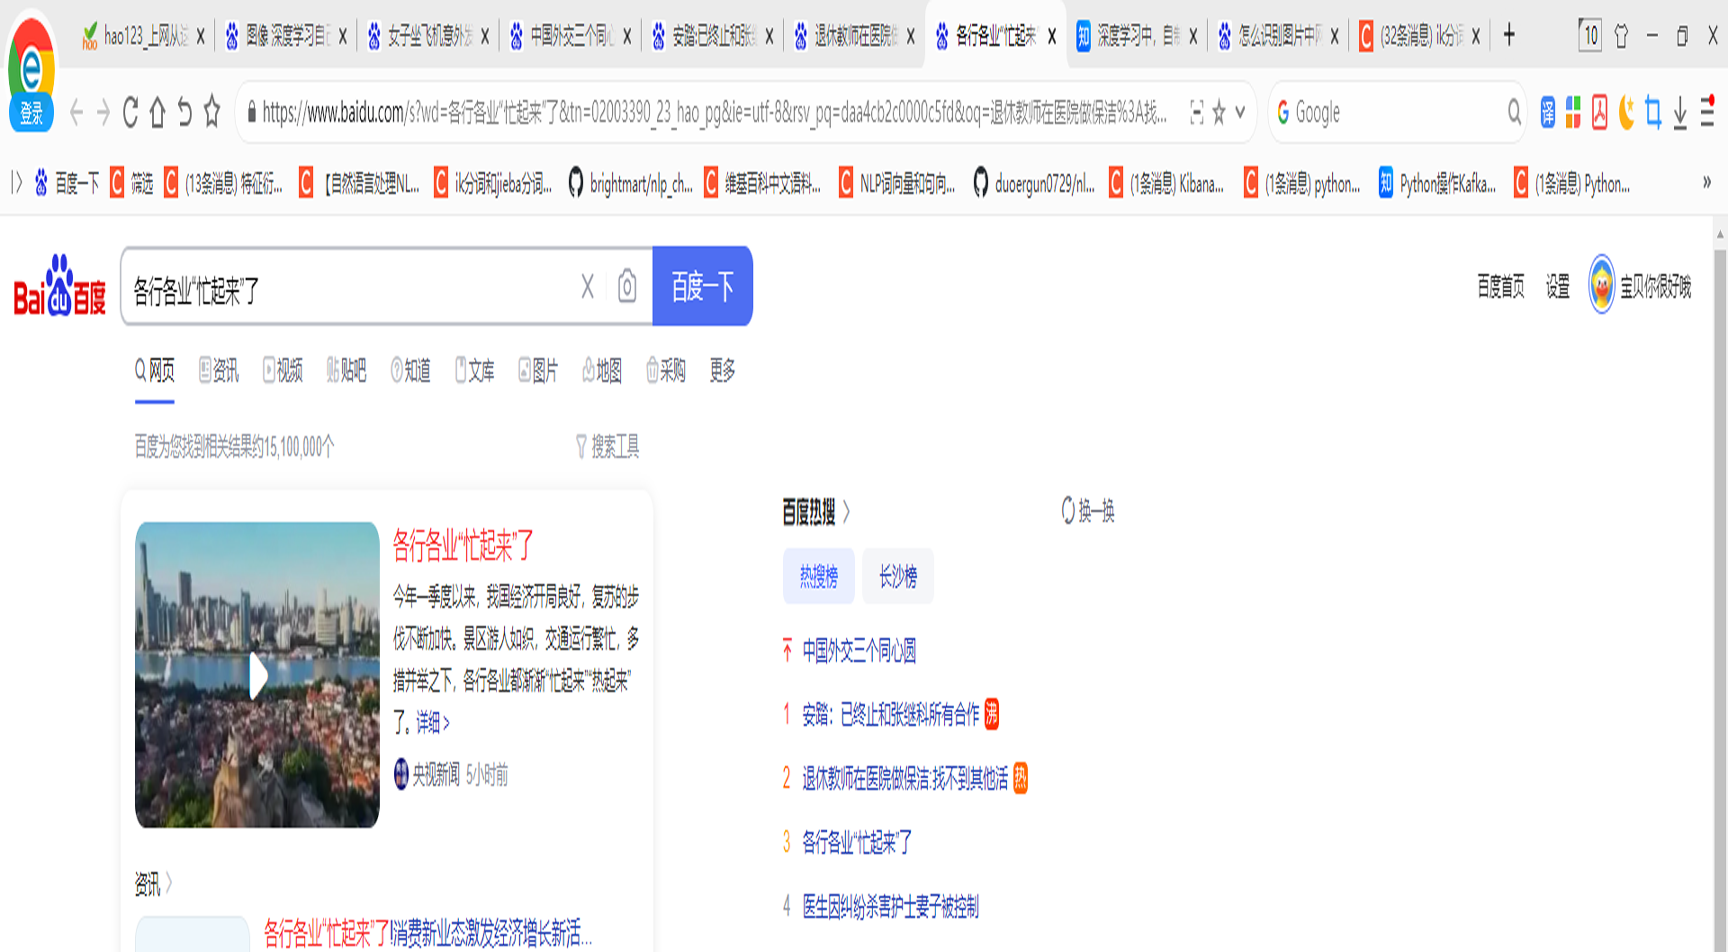 hao123_上网从这
图像 深度学习自己
女子坐飞机意外发
中国外交三个同心
安踏:已终止和张继
退休教师在医院做
各行各业“忙起来”
知 深度学习中，自制
怎么识别图片中网
C (32条消息) ik分词
10
登录
https://www.baidu.com/s?wd=各行各业“忙起来”了&tn=02003390_23_hao_pg&ie=utf-8&rsv_pq=daa4cb2c0000c5fd&oq=退休教师在医院做保洁%3A找...
G Google
译
百度一下
C 筛选
C (13条消息) 特征衍...
C 【自然语言处理NL...
C ik分词和jieba分词...
brightmart/nlp_ch...
C 维基百科中文语料...
C NLP词向量和句向...
duoergun0729/nl...
C (1条消息) Kibana...
C (1条消息) python...
知 Python操作Kafka...
C (1条消息) Python...
Bai du 百度
各行各业“忙起来”了
百度一下
百度首页 设置 宝贝你很好哦
网页 资讯 视频 贴 贴吧 知道 文库 图片 地图 采购 更多
百度为您找到相关结果约15,100,000个
搜索工具
各行各业“忙起来”了
今年一季度以来，我国经济开局良好，复苏的步
伐不断加快。景区游人如织，交通运行繁忙，多
措并举之下，各行各业都渐渐“忙起来”“热起来”
了。详细 >
央视新闻 5小时前
资讯 >
各行各业“忙起来”了!消费新业态激发经济增长新活...
百度热搜 >
换一换
热搜榜 长沙榜
中国外交三个同心圆
1 安踏：已终止和张继科所有合作 沸
2 退休教师在医院做保洁:找不到其他活 热
3 各行各业“忙起来”了
4 医生因纠纷杀害护士妻子被控制